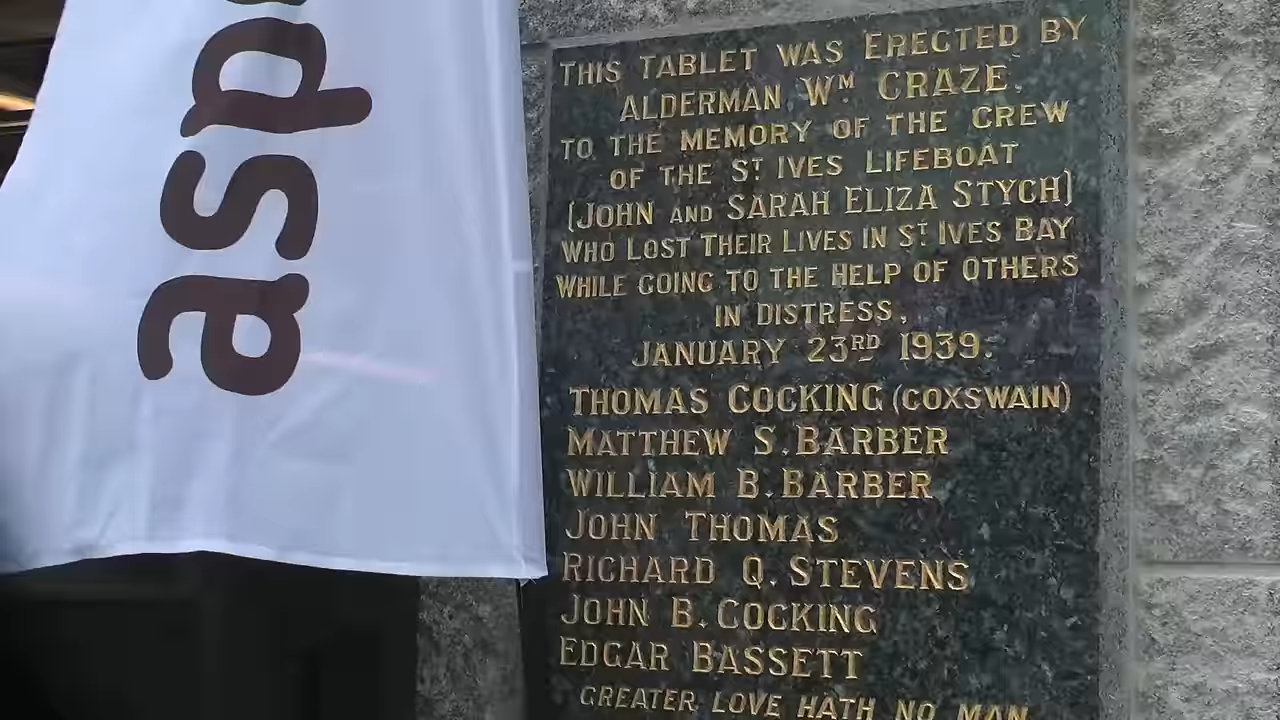 asp
THIS TABLET WAS ERECTED BY
ALDERMAN WM CRAZE.
TO THE MEMORY OF THE CREW
OF THE ST IVES LIFEBOAT
(JOHN AND SARAH ELIZA STYCH)
WHO LOST THEIR LIVES IN ST IVES BAY
WHILE GOING TO THE HELP OF OTHERS
IN DISTRESS,
JANUARY 23RD 1939.
THOMAS COCKING (COXSWAIN)
MATTHEW S. BARBER
WILLIAM B. BARBER
JOHN THOMAS
RICHARD Q. STEVENS
JOHN B. COCKING
EDGAR BASSETT
GREATER LOVE HATH NO MAN